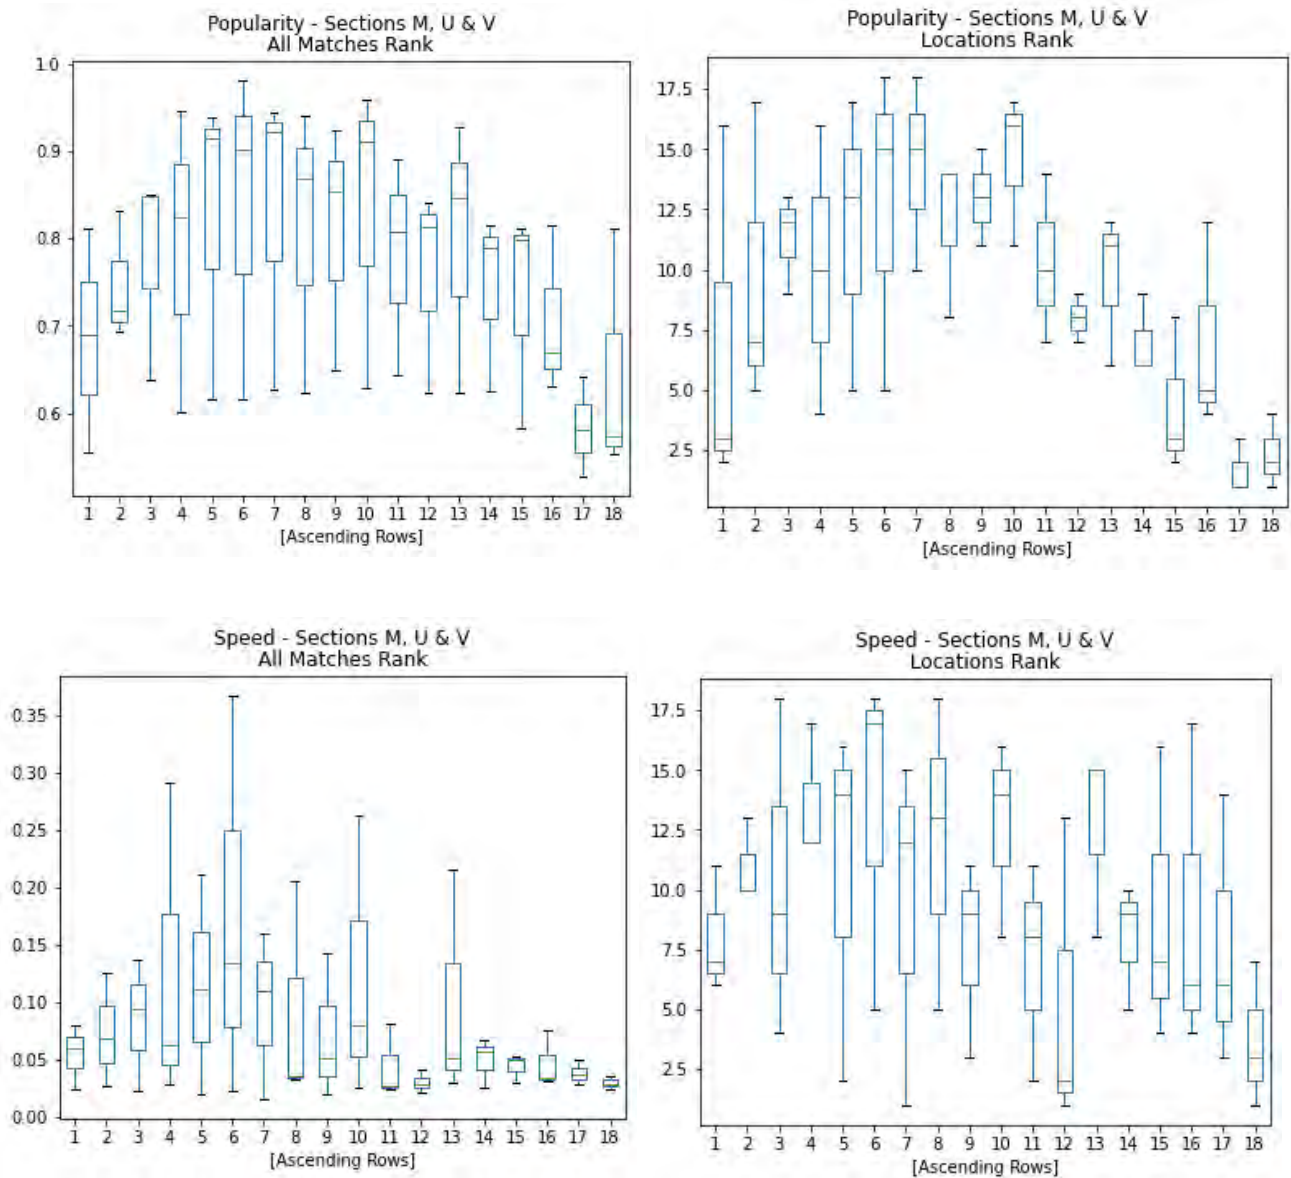 Popularity - Sections M, U & V
All Matches Rank
1.0
0.9
0.8
0.7
0.6
1 2 3 4 5 6 7 8 9 10 11 12 13 14 15 16 17 18
[Ascending Rows]
Popularity - Sections M, U & V
Locations Rank
17.5
15.0
12.5
10.0
7.5
5.0
2.5
1 2 3 4 5 6 7 8 9 10 11 12 13 14 15 16 17 18
[Ascending Rows]
Speed - Sections M, U & V
All Matches Rank
0.35
0.30
0.25
0.20
0.15
0.10
0.05
0.00
1 2 3 4 5 6 7 8 9 10 11 12 13 14 15 16 17 18
[Ascending Rows]
Speed - Sections M, U & V
Locations Rank
17.5
15.0
12.5
10.0
7.5
5.0
2.5
1 2 3 4 5 6 7 8 9 10 11 12 13 14 15 16 17 18
[Ascending Rows]